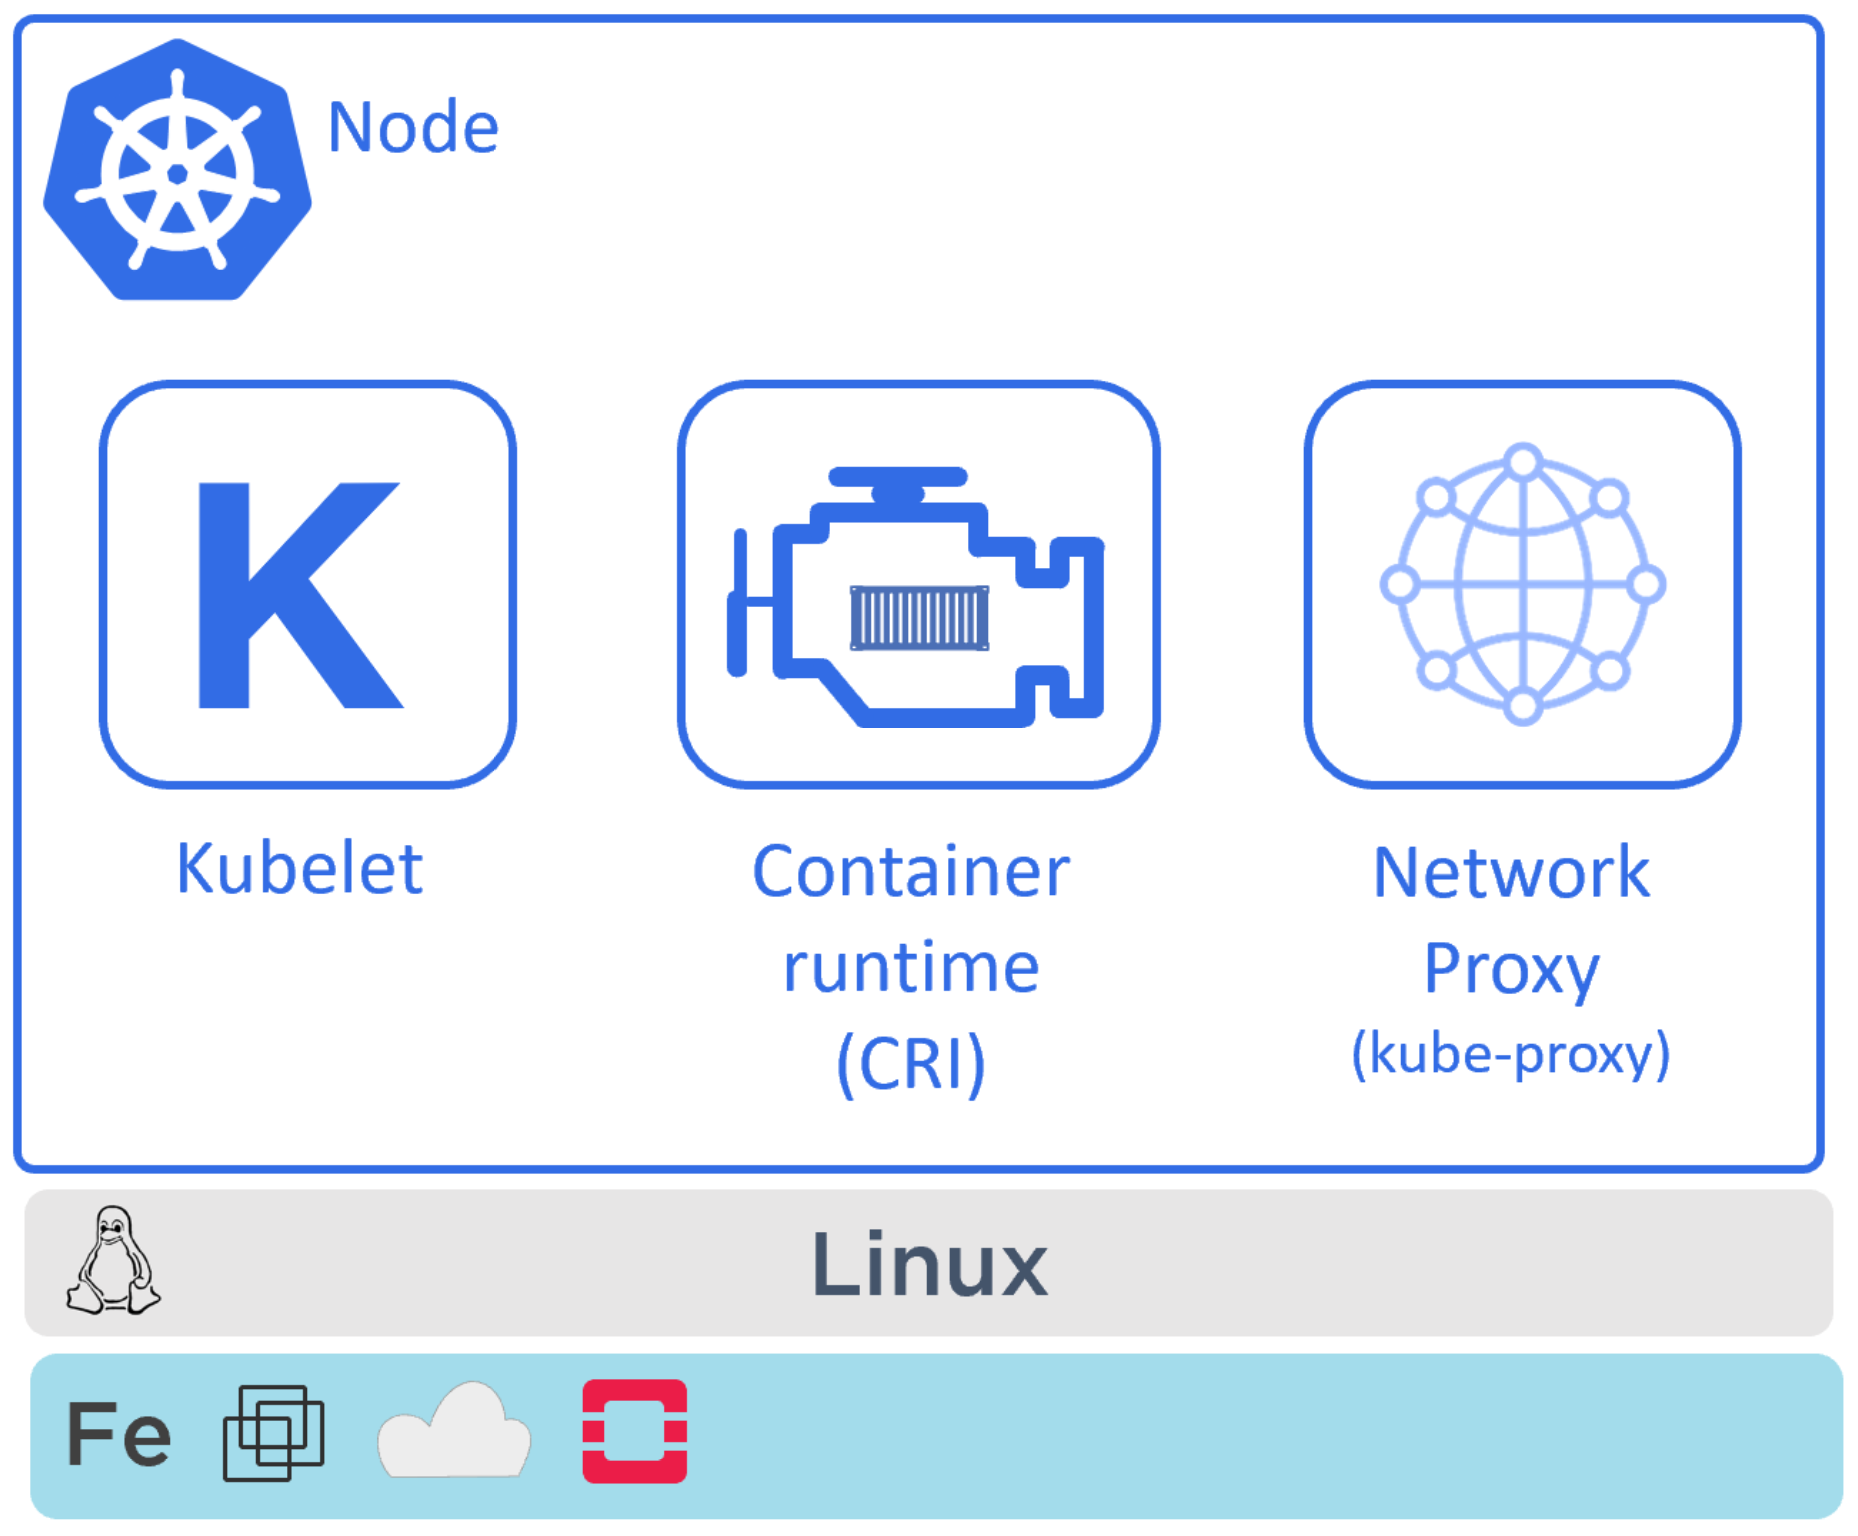 Node
K
Kubelet
Container
runtime
(CRI)
Network
Proxy
(kube-proxy)
Linux
Fe